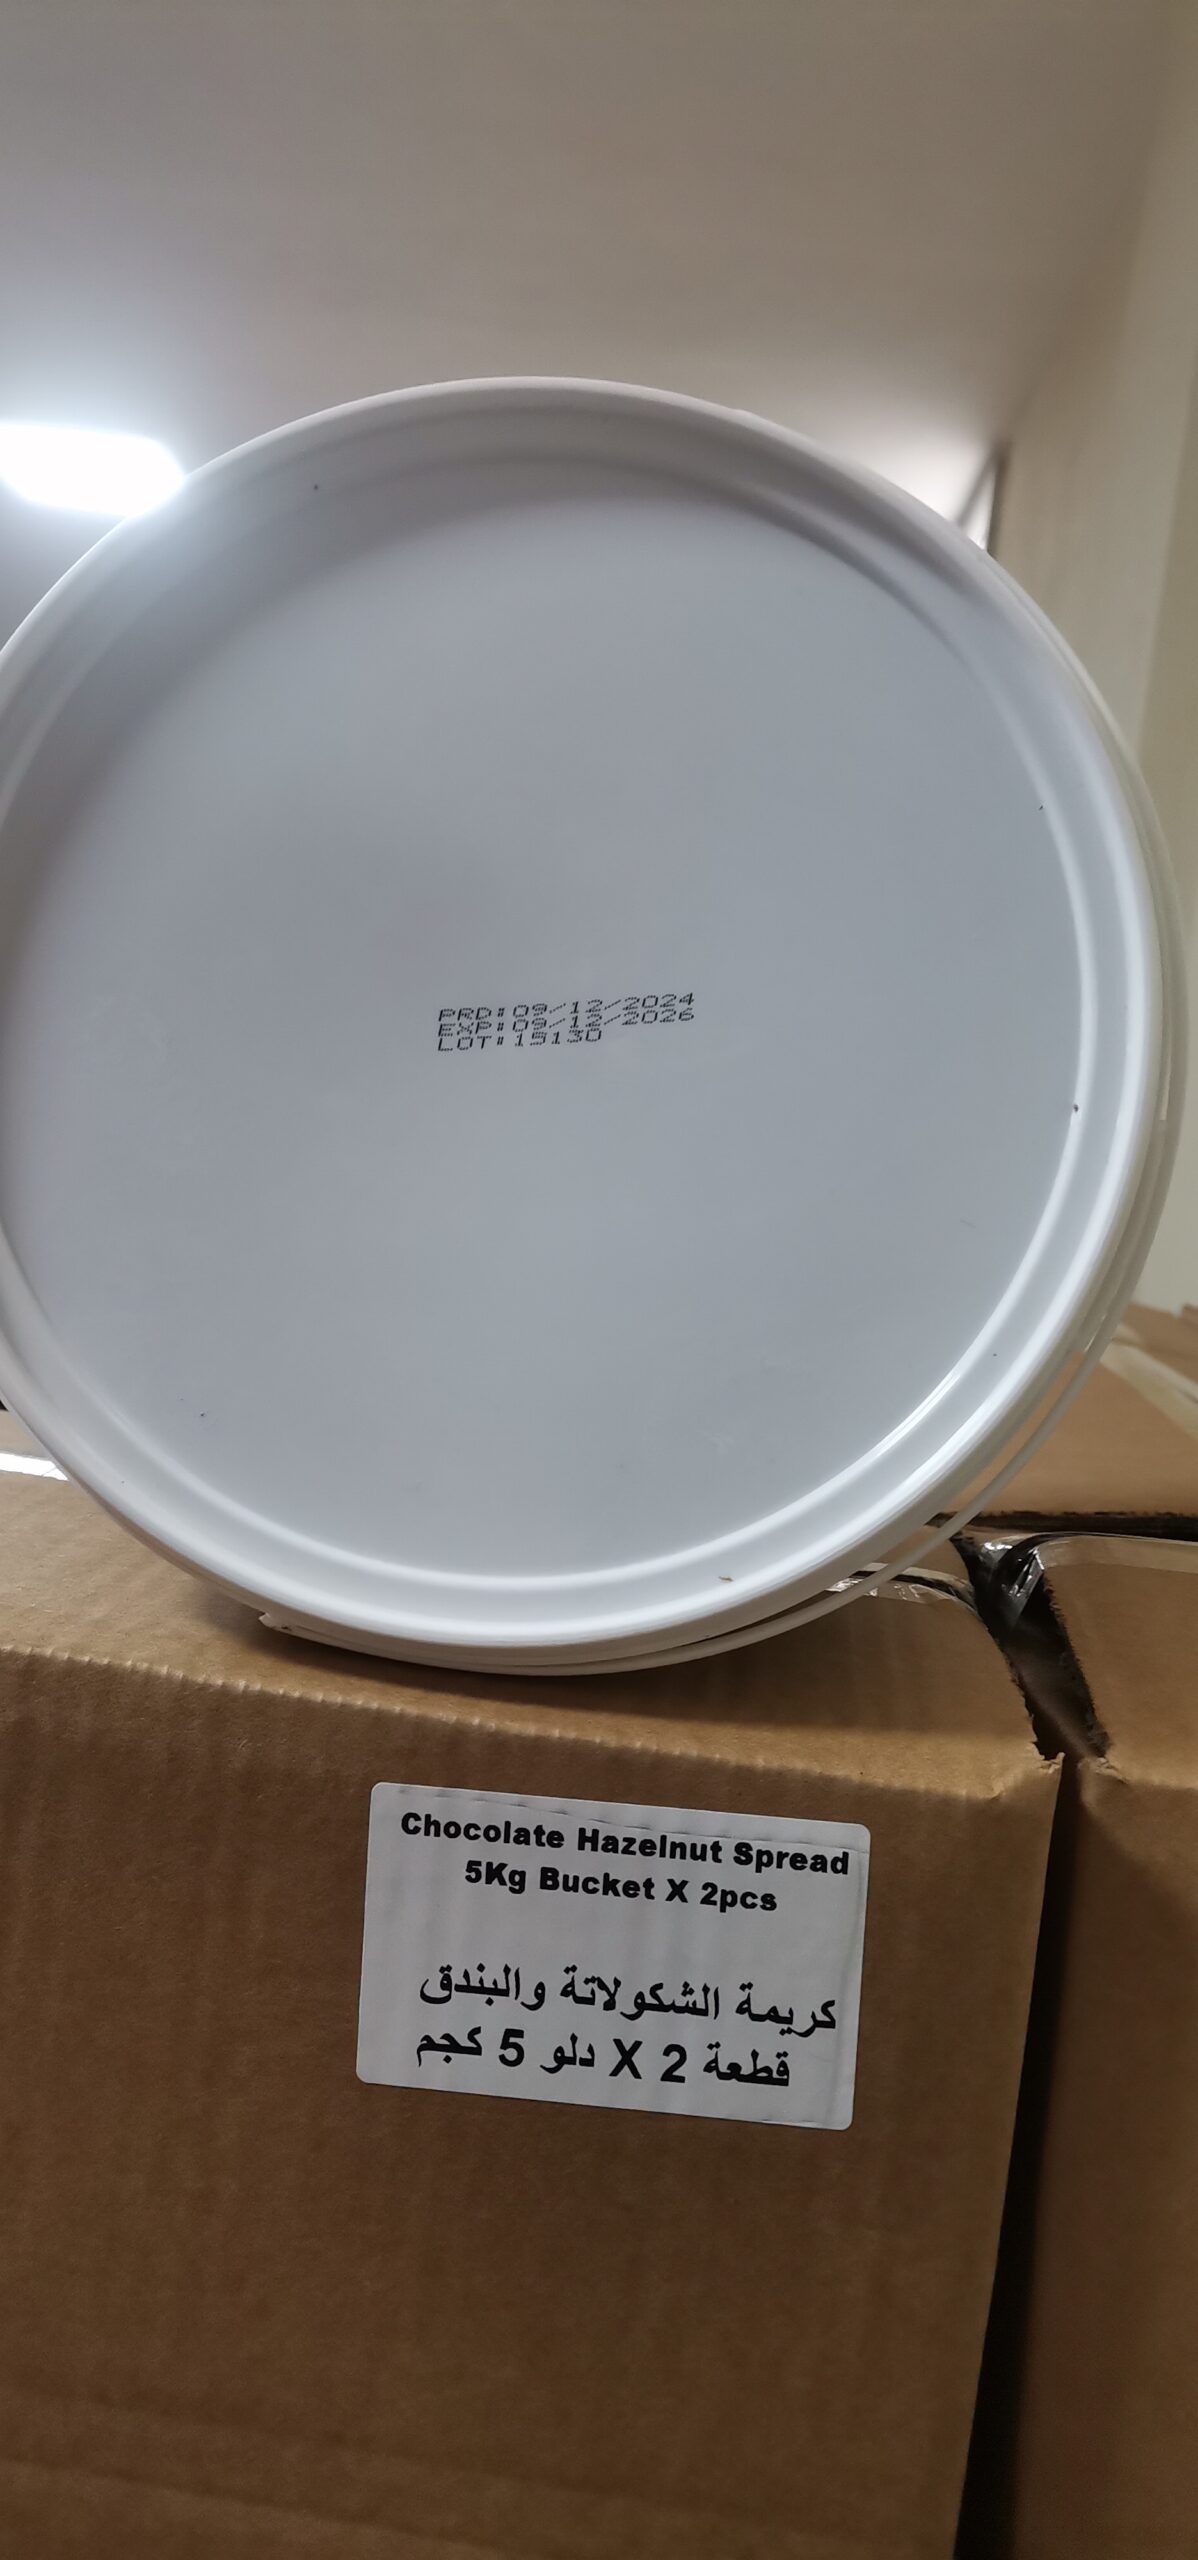 PRD:09/12/2024
EXP:09/12/2026
LOT:15130
Chocolate Hazelnut Spread
5Kg Bucket X 2pcs
كريمة الشكولاتة والبندق
قطعة 2 X دلو 5 كجم